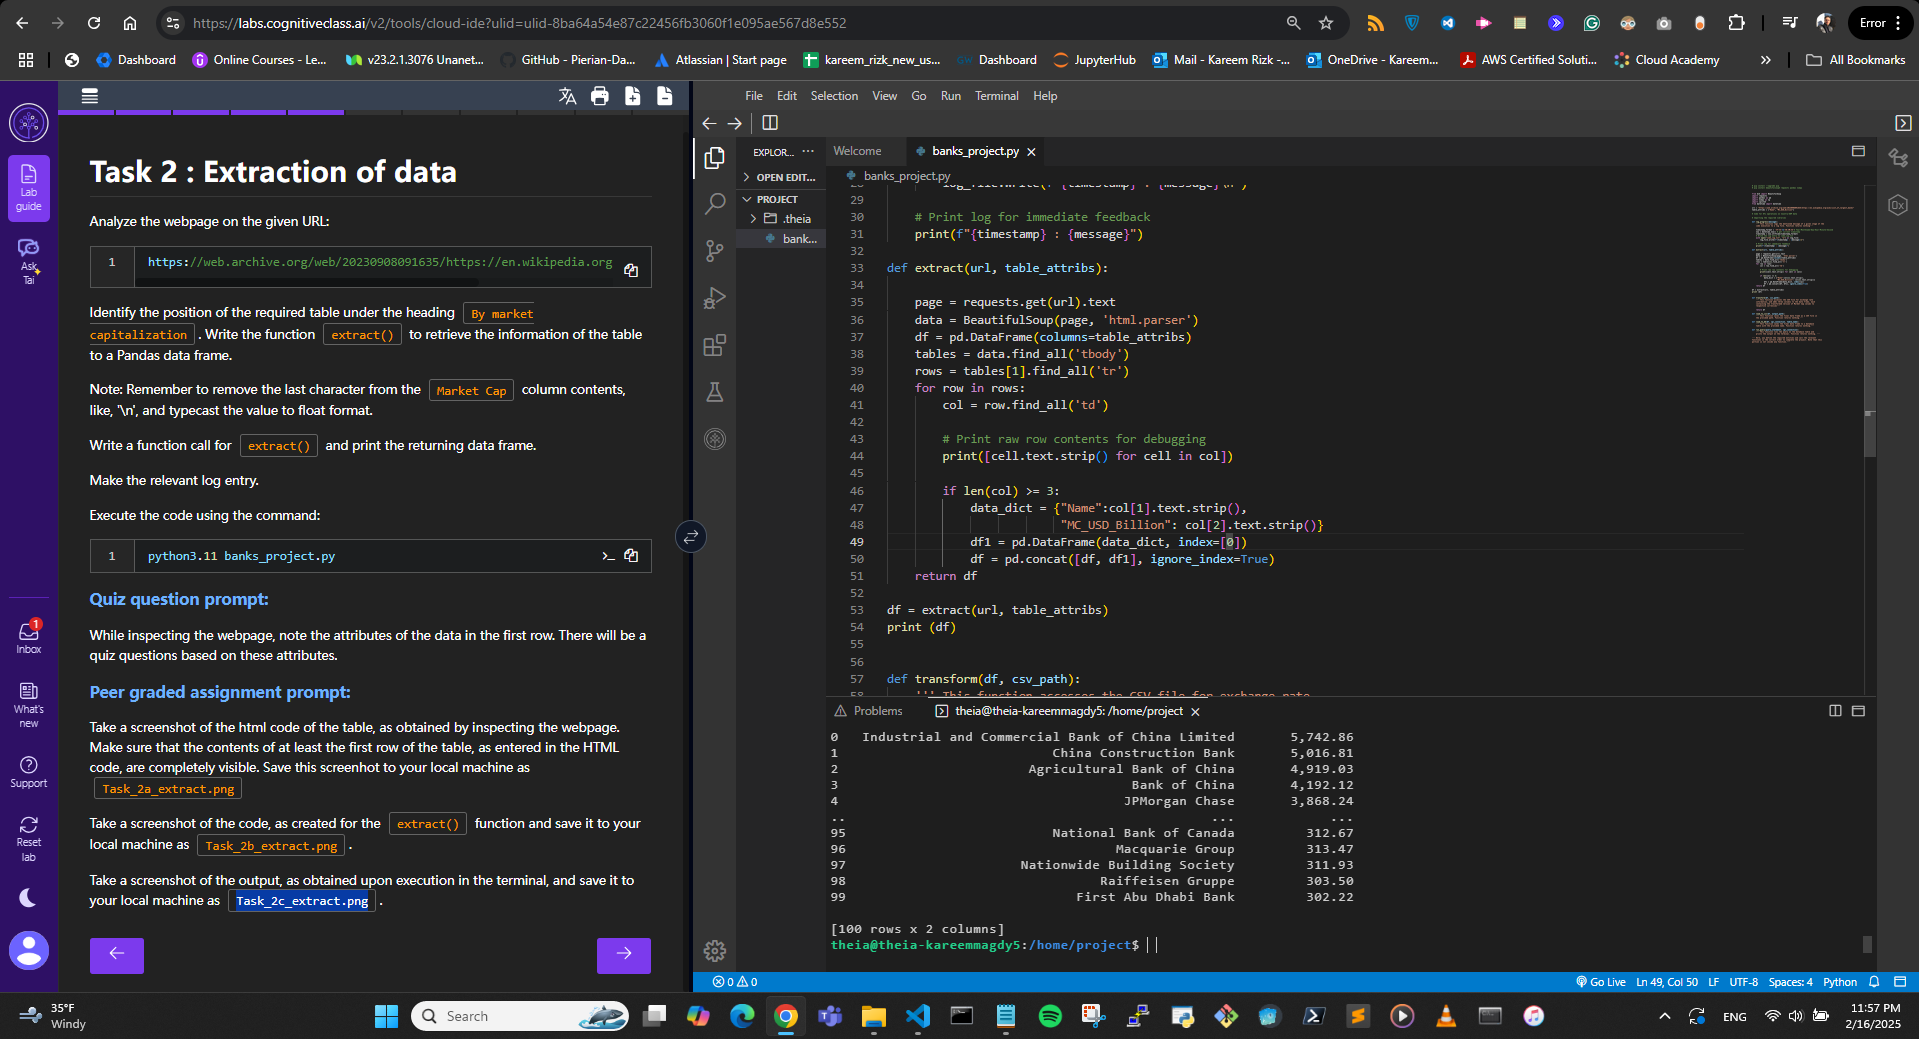 https://labs.cognitiveclass.ai/v2/tools/cloud-ide?ulid=ulid-8ba64a54e87c22456fb3060f1e095ae567d8e552
Error
Dashboard
Online Courses - Le...
v23.2.1.3076 Unanet...
GitHub - Pierian-Da...
Atlassian | Start page
kareem_rizk_new_us...
Dashboard
JupyterHub
Mail - Kareem Rizk -...
OneDrive - Kareem...
AWS Certified Soluti...
Cloud Academy
All Bookmarks
Lab
guide
Ask
Tai
1
Inbox
What's
new
Support
Reset
lab
Task 2 : Extraction of data
Analyze the webpage on the given URL:
1 https://web.archive.org/web/20230908091635/https://en.wikipedia.org
Identify the position of the required table under the heading By market
capitalization . Write the function extract() to retrieve the information of the table
to a Pandas data frame.
Note: Remember to remove the last character from the Market Cap column contents,
like, '\n', and typecast the value to float format.
Write a function call for extract() and print the returning data frame.
Make the relevant log entry.
Execute the code using the command:
1 python3.11 banks_project.py
Quiz question prompt:
While inspecting the webpage, note the attributes of the data in the first row. There will be a
quiz questions based on these attributes.
Peer graded assignment prompt:
Take a screenshot of the html code of the table, as obtained by inspecting the webpage.
Make sure that the contents of at least the first row of the table, as entered in the HTML
code, are completely visible. Save this screenhot to your local machine as
Task_2a_extract.png
Take a screenshot of the code, as created for the extract() function and save it to your
local machine as Task_2b_extract.png .
Take a screenshot of the output, as obtained upon execution in the terminal, and save it to
your local machine as Task_2c_extract.png .
File Edit Selection View Go Run Terminal Help
EXPLOR... ···
OPEN EDIT...
PROJECT
.theia
bank...
Welcome
banks_project.py
banks_project.py
29
30 # Print log for immediate feedback
31 print(f"{timestamp} : {message}")
32
33 def extract(url, table_attribs):
34
35 page = requests.get(url).text
36 data = BeautifulSoup(page, 'html.parser')
37 df = pd.DataFrame(columns=table_attribs)
38 tables = data.find_all('tbody')
39 rows = tables[1].find_all('tr')
40 for row in rows:
41 col = row.find_all('td')
42
43 # Print raw row contents for debugging
44 print([cell.text.strip() for cell in col])
45
46 if len(col) >= 3:
47 data_dict = {"Name":col[1].text.strip(),
48 "MC_USD_Billion": col[2].text.strip()}
49 df1 = pd.DataFrame(data_dict, index=[0])
50 df = pd.concat([df, df1], ignore_index=True)
51 return df
52
53 df = extract(url, table_attribs)
54 print (df)
55
56
57 def transform(df, csv_path):
58 ''' This function accesses the CSV file for exchange rate
Problems
theia@theia-kareemmagdy5: /home/project
0 Industrial and Commercial Bank of China Limited 5,742.86
1 China Construction Bank 5,016.81
2 Agricultural Bank of China 4,919.03
3 Bank of China 4,192.12
4 JPMorgan Chase 3,868.24
.. ... ...
95 National Bank of Canada 312.67
96 Macquarie Group 313.47
97 Nationwide Building Society 311.93
98 Raiffeisen Gruppe 303.50
99 First Abu Dhabi Bank 302.22
[100 rows x 2 columns]
theia@theia-kareemmagdy5:/home/project$
0 0
Go Live Ln 49, Col 50 LF UTF-8 Spaces: 4 Python
35°F
Windy
Search
ENG
11:57 PM
2/16/2025